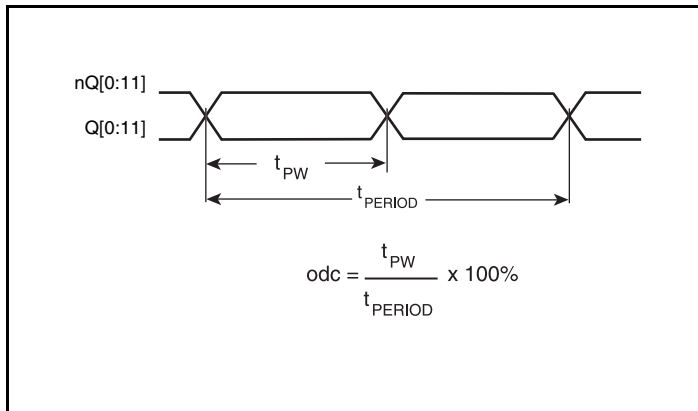 nQ[0:11]
Q[0:11]
tPW
tPERIOD
odc = tPW / tPERIOD x 100%